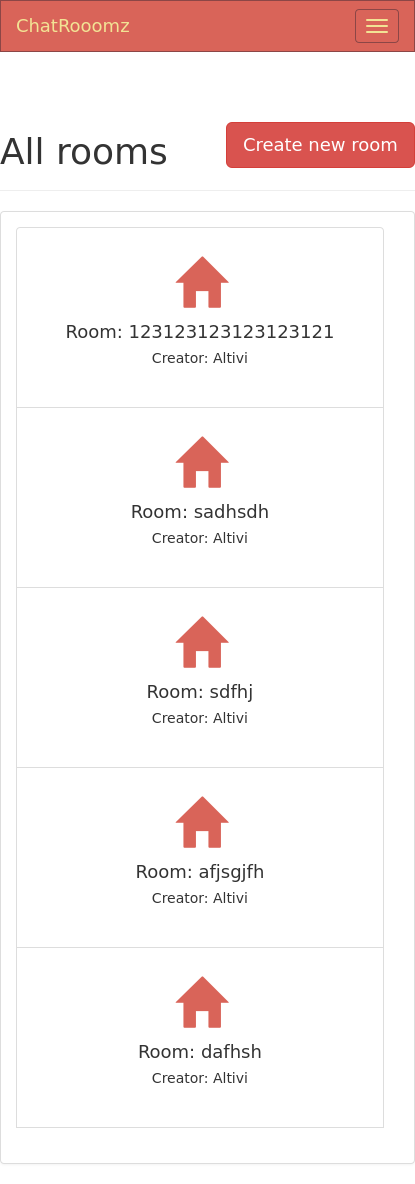 ChatRooomz
All rooms
Create new room
Room: 123123123123123121
Creator: Altivi
Room: sadhsdh
Creator: Altivi
Room: sdfhj
Creator: Altivi
Room: afjsgjfh
Creator: Altivi
Room: dafhsh
Creator: Altivi